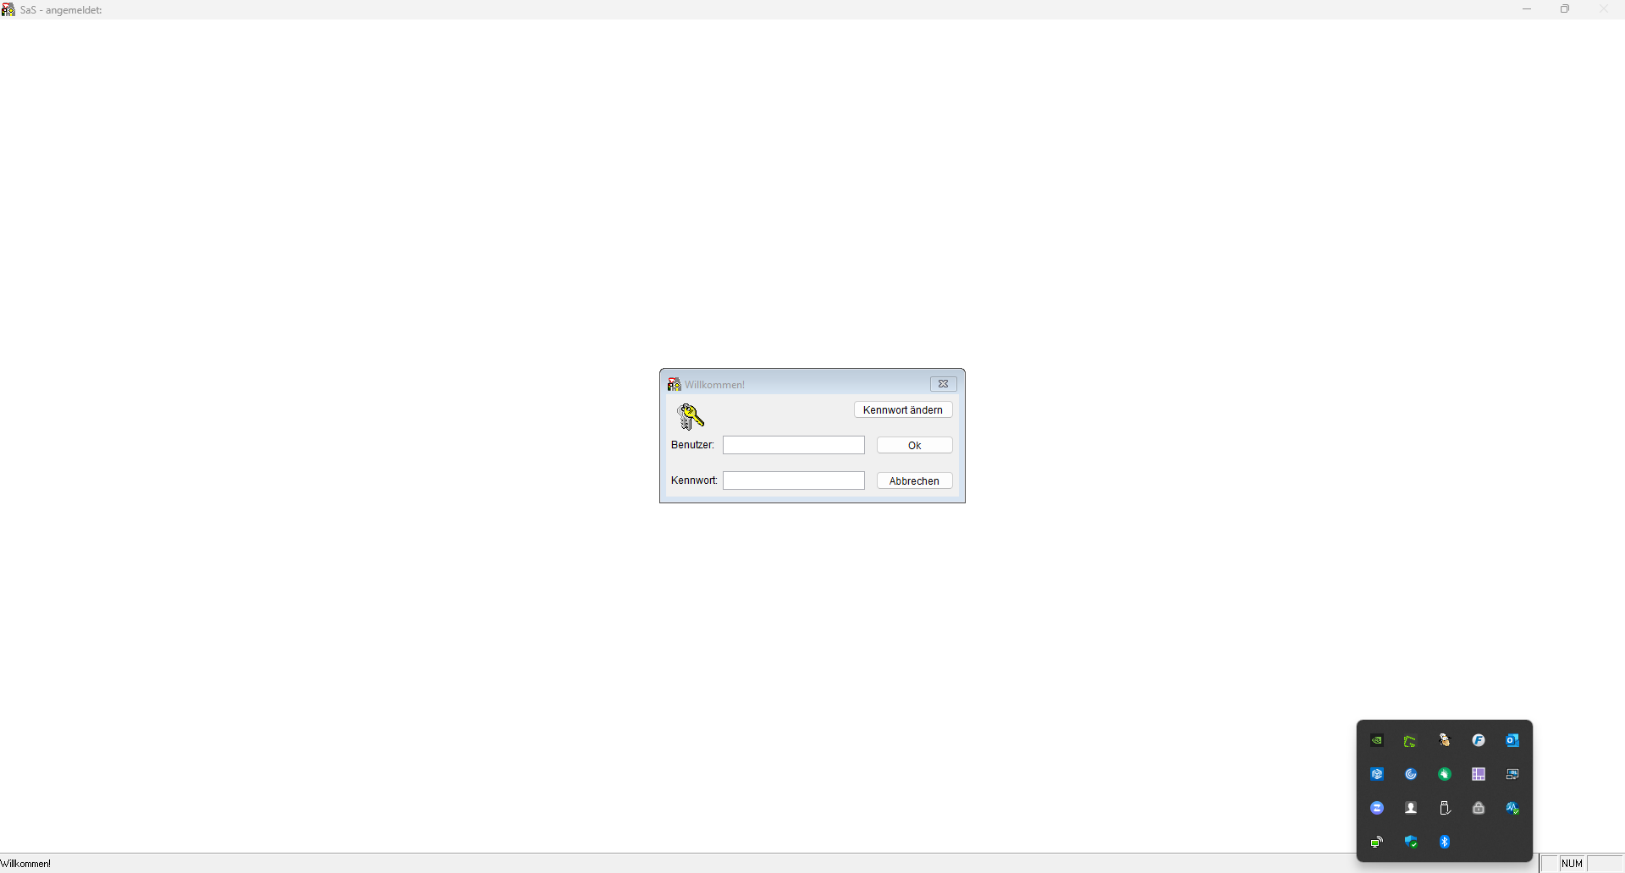 SaS - angemeldet:
Willkommen!
Kennwort ändern
Benutzer:
Ok
Kennwort:
Abbrechen
Willkommen!
NUM